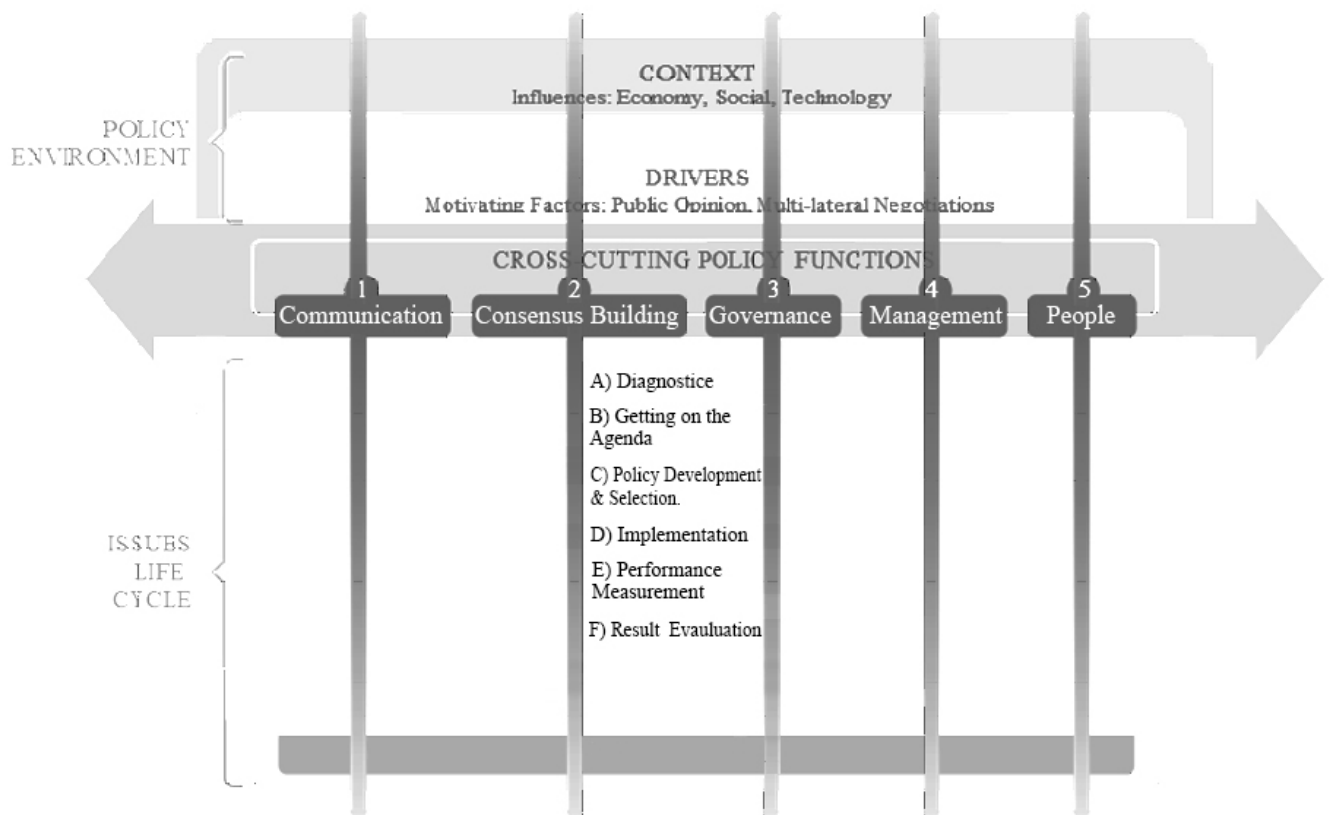 CONTEXT
Influences: Economy, Social, Technology
POLICY
ENVIRONMENT
DRIVERS
Motivating Factors: Public Opinion. Multi-lateral Negotiations
CROSS-CUTTING POLICY FUNCTIONS
1
Communication
2
Consensus Building
3
Governance
4
Management
5
People
A) Diagnostice
B) Getting on the
Agenda
C) Policy Development
& Selection.
D) Implementation
E) Performance
Measurement
F) Result Evauluation
ISSUES
LIFE
CYCLE